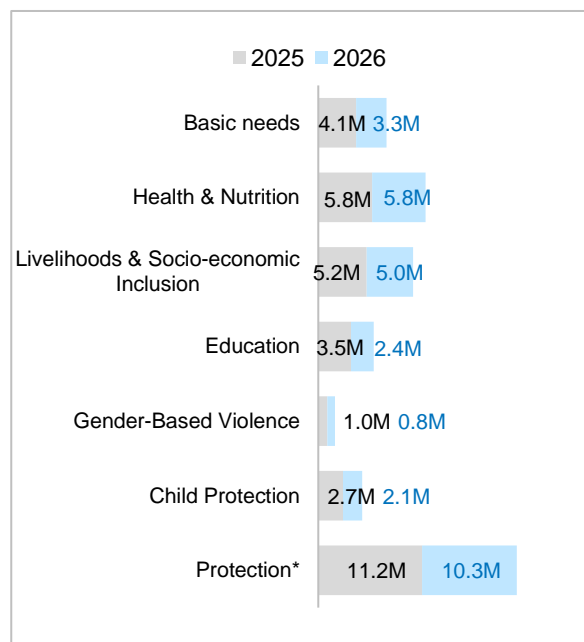 2025 2026
Basic needs 4.1M 3.3M
Health & Nutrition 5.8M 5.8M
Livelihoods & Socio-economic
Inclusion 5.2M 5.0M
Education 3.5M 2.4M
Gender-Based Violence 1.0M 0.8M
Child Protection 2.7M 2.1M
Protection* 11.2M 10.3M